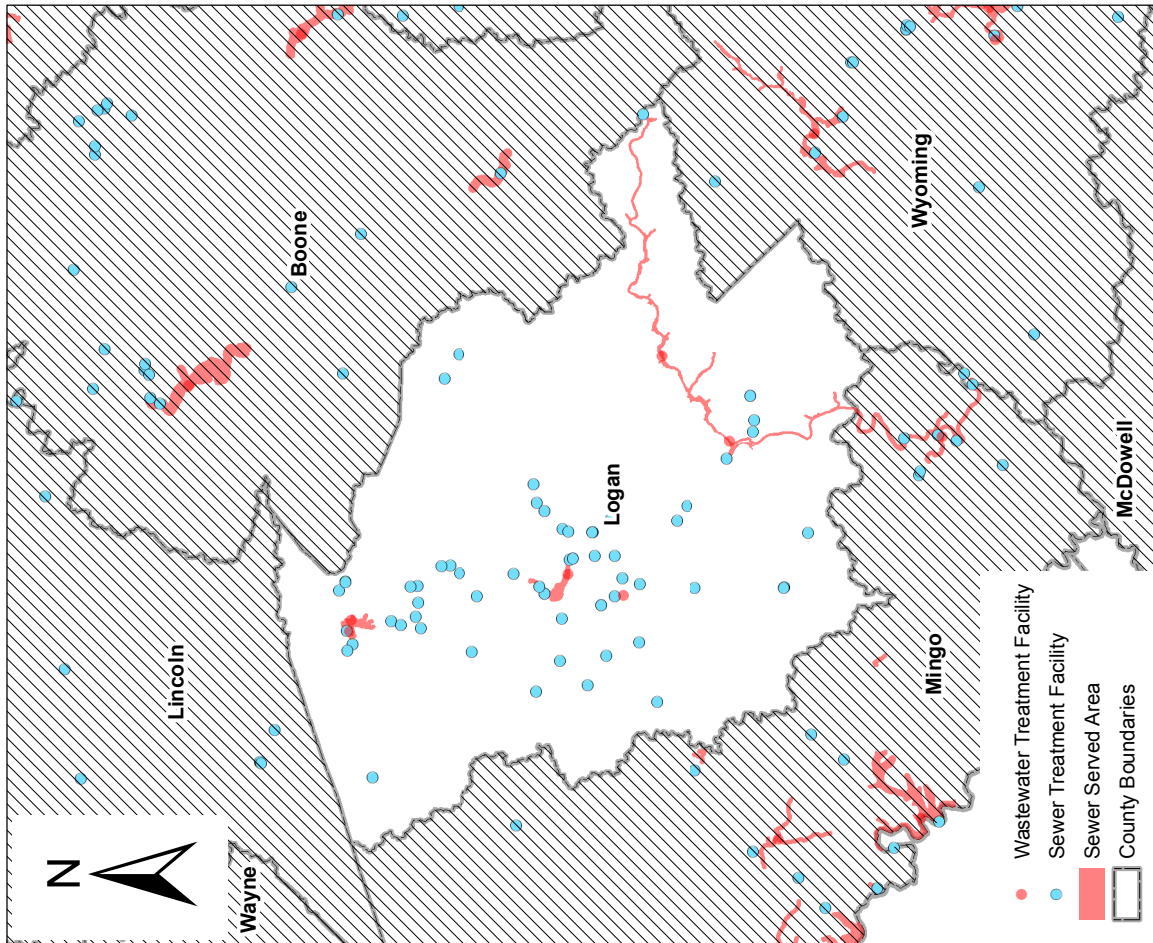 N
Wayne
Lincoln
Boone
Logan
Mingo
Wyoming
McDowell
Wastewater Treatment Facility
Sewer Treatment Facility
Sewer Served Area
County Boundaries